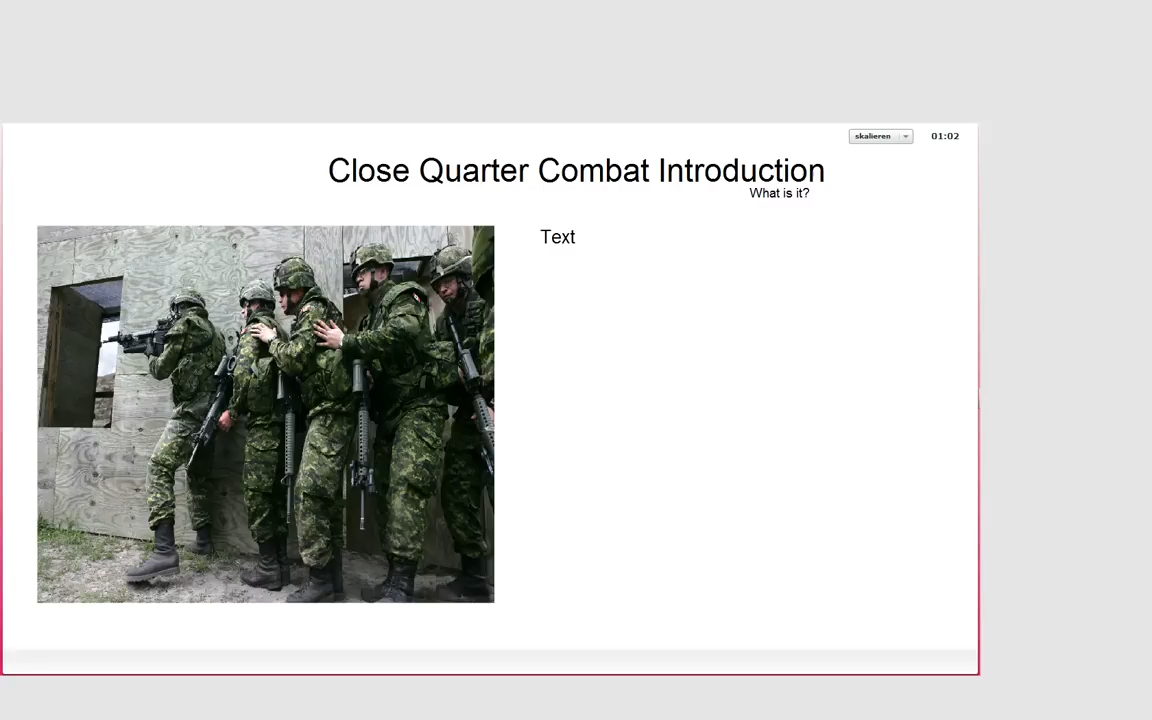 skalieren
01:02
Close Quarter Combat Introduction
What is it?
Text